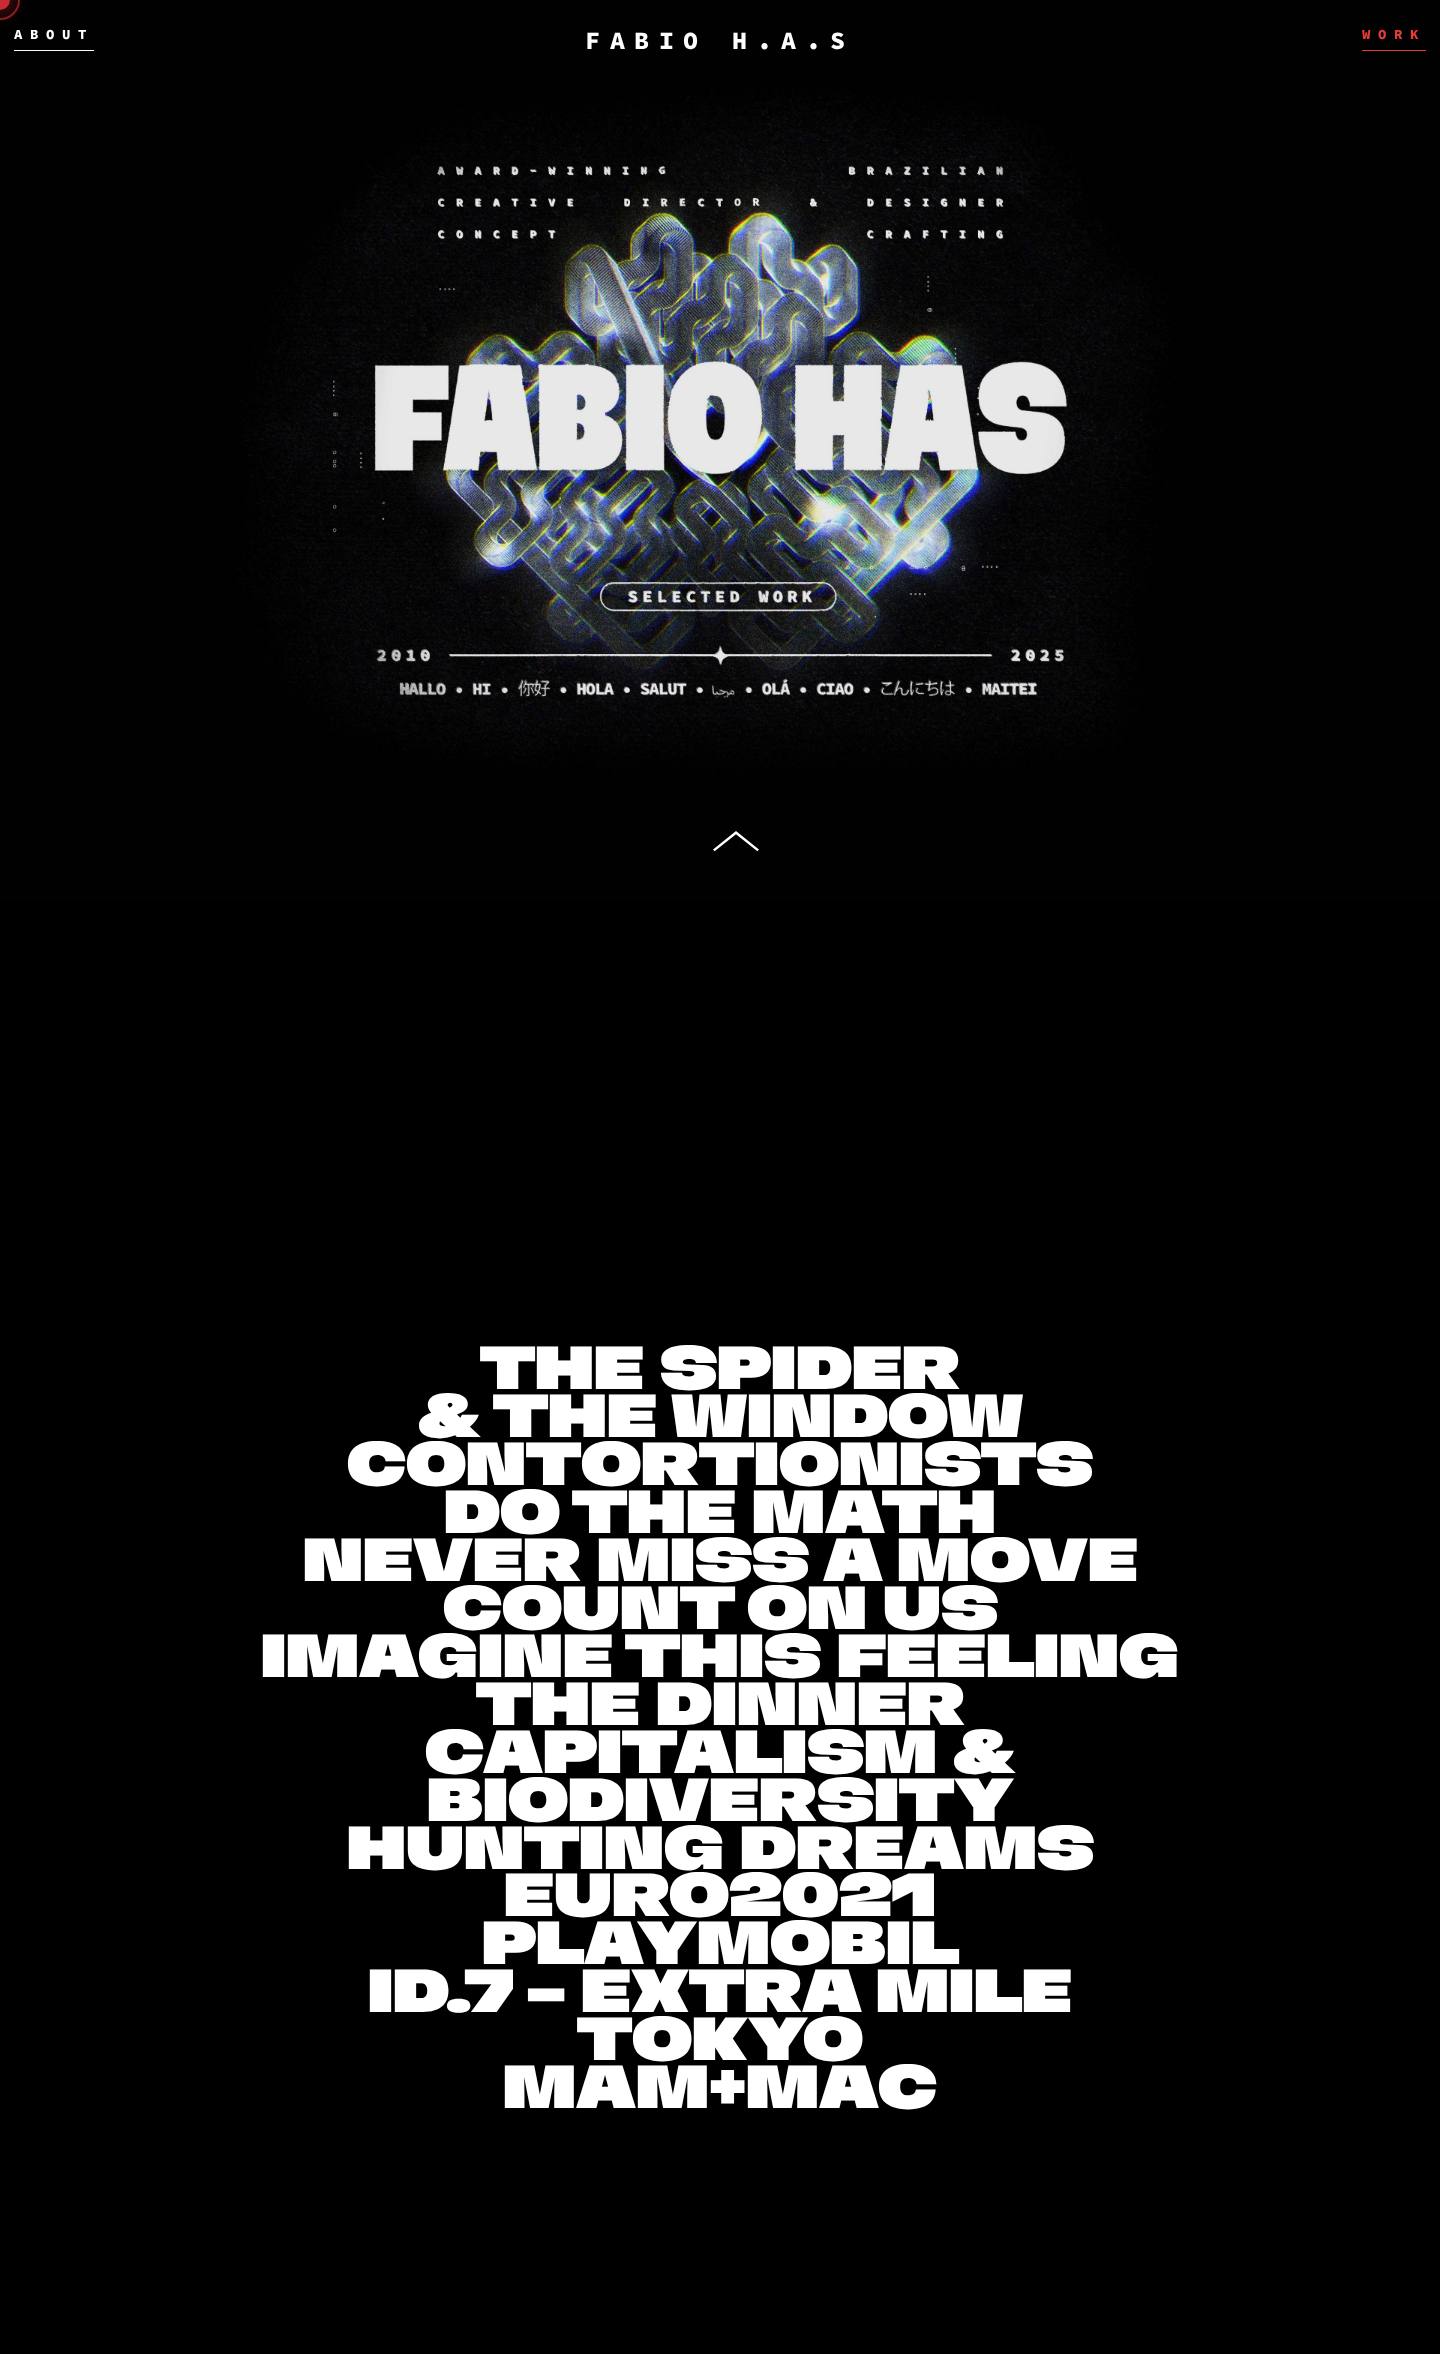 ABOUT
FABIO H.A.S
WORK
AWARD-WINNING BRAZILIAN
CREATIVE DIRECTOR & DESIGNER
CONCEPT CRAFTING
FABIO HAS
SELECTED WORK
2010 2025
HALLO • HI • 你好 • HOLA • SALUT • مرحبا • OLÁ • CIAO • こんにちは • MAITEI
THE SPIDER
& THE WINDOW
CONTORTIONISTS
DO THE MATH
NEVER MISS A MOVE
COUNT ON US
IMAGINE THIS FEELING
THE DINNER
CAPITALISM &
BIODIVERSITY
HUNTING DREAMS
EURO2021
PLAYMOBIL
ID.7 – EXTRA MILE
TOKYO
MAM+MAC